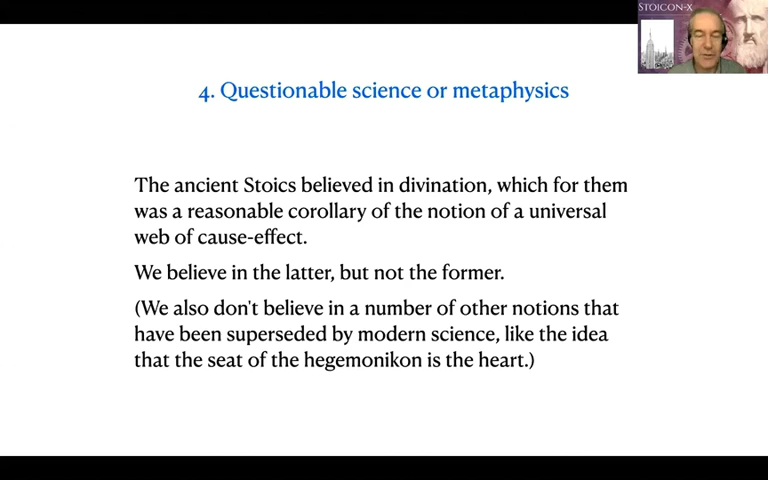 STOICON-X
4. Questionable science or metaphysics
The ancient Stoics believed in divination, which for them
was a reasonable corollary of the notion of a universal
web of cause-effect.
We believe in the latter, but not the former.
(We also don't believe in a number of other notions that
have been superseded by modern science, like the idea
that the seat of the hegemonikon is the heart.)